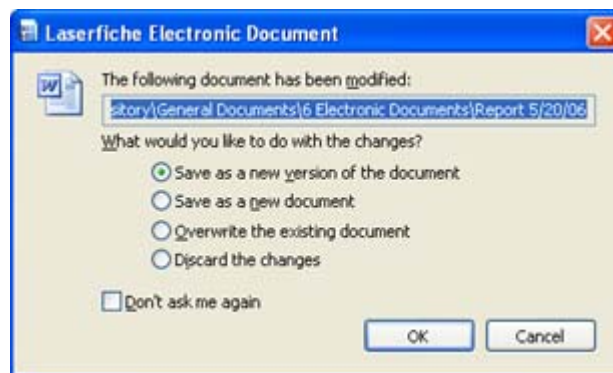 Laserfiche Electronic Document
The following document has been modified:
sitory\General Documents\6 Electronic Documents\Report 5/20/06
What would you like to do with the changes?
Save as a new version of the document
Save as a new document
Overwrite the existing document
Discard the changes
Don't ask me again
OK Cancel